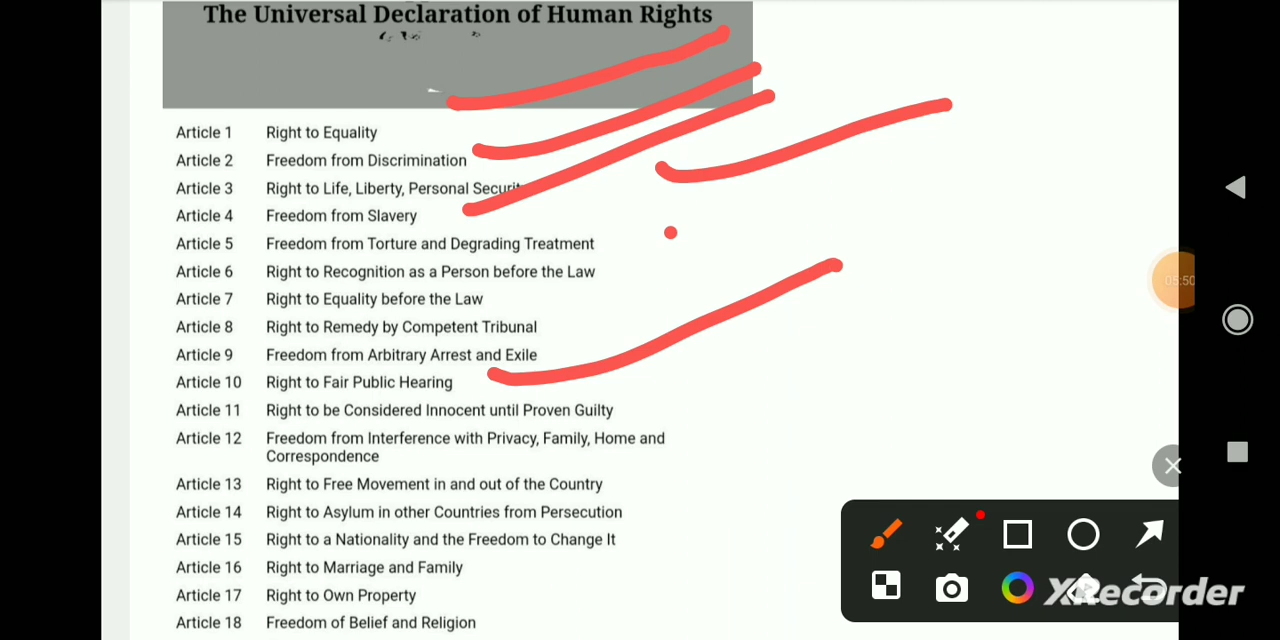 The Universal Declaration of Human Rights
Article 1 Right to Equality
Article 2 Freedom from Discrimination
Article 3 Right to Life, Liberty, Personal Security
Article 4 Freedom from Slavery
Article 5 Freedom from Torture and Degrading Treatment
Article 6 Right to Recognition as a Person before the Law
Article 7 Right to Equality before the Law
Article 8 Right to Remedy by Competent Tribunal
Article 9 Freedom from Arbitrary Arrest and Exile
Article 10 Right to Fair Public Hearing
Article 11 Right to be Considered Innocent until Proven Guilty
Article 12 Freedom from Interference with Privacy, Family, Home and
Correspondence
Article 13 Right to Free Movement in and out of the Country
Article 14 Right to Asylum in other Countries from Persecution
Article 15 Right to a Nationality and the Freedom to Change It
Article 16 Right to Marriage and Family
Article 17 Right to Own Property
Article 18 Freedom of Belief and Religion
05:50
XRecorder